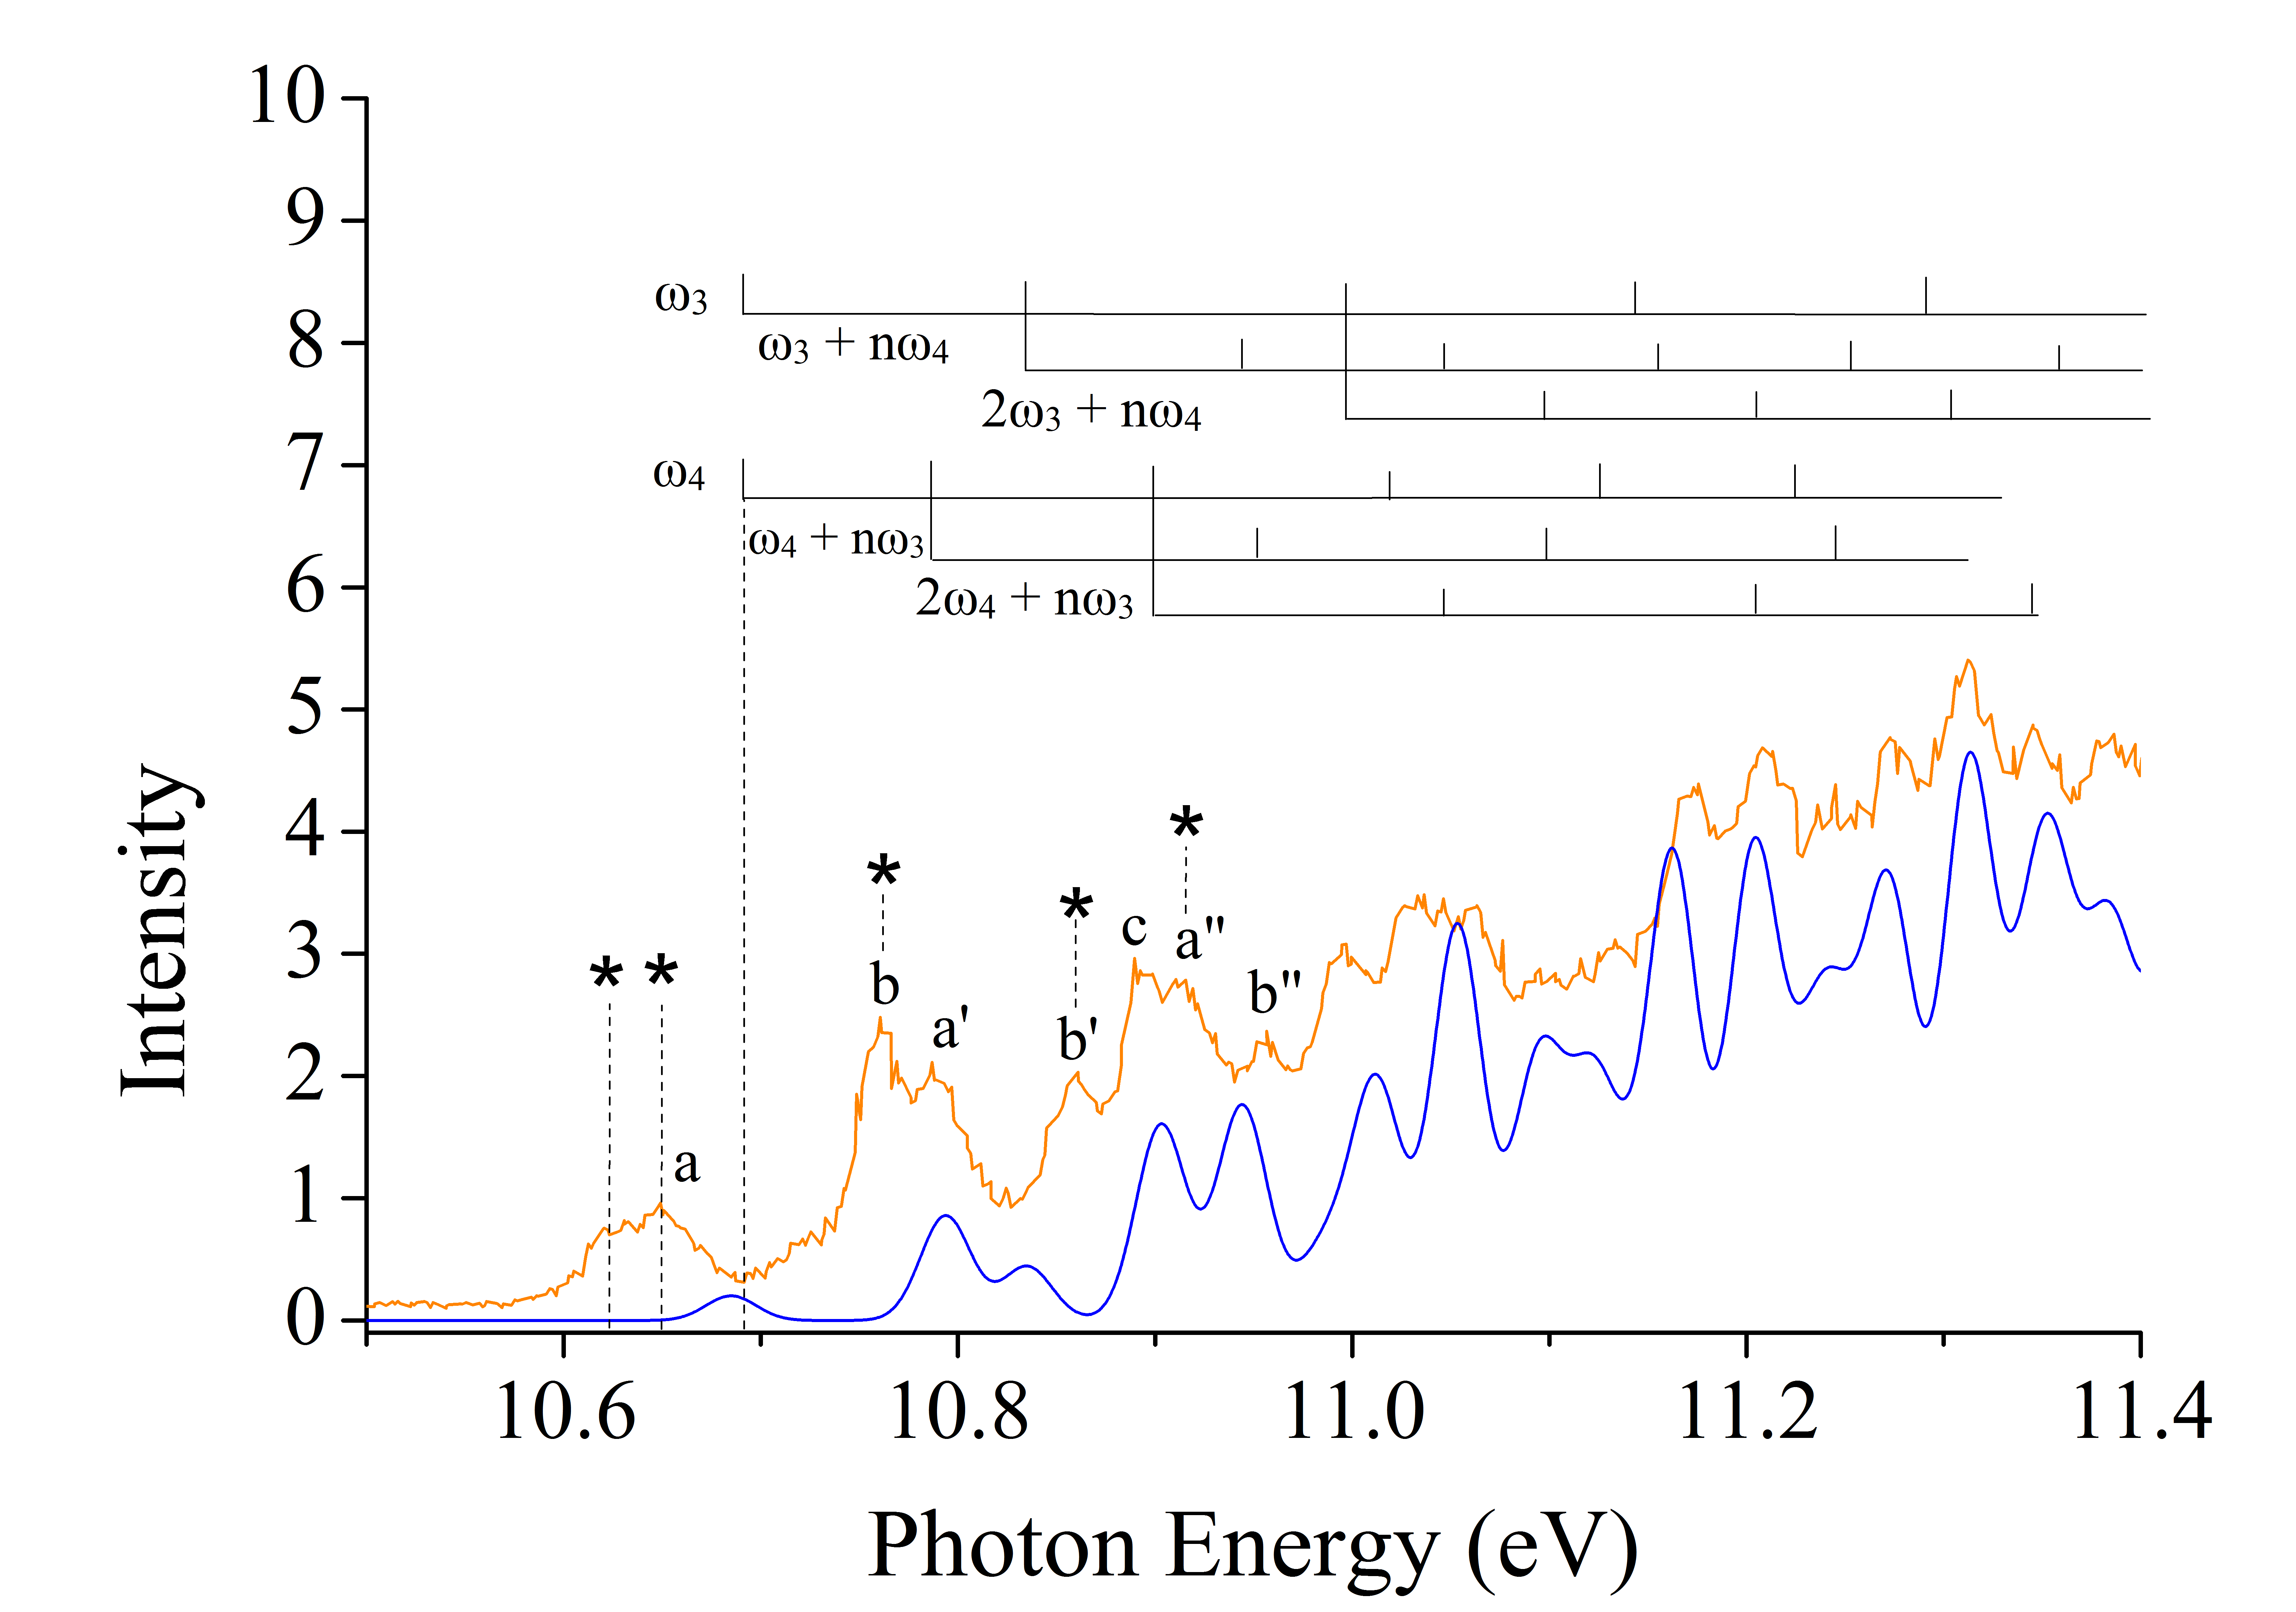 10
9
8
7
6
5
4
3
2
1
0
Intensity
ω3
ω3 + nω4
2ω3 + nω4
ω4
ω4 + nω3
2ω4 + nω3
* * a
* b
a'
* b'
c
* a"
b"
10.6 10.8 11.0 11.2 11.4
Photon Energy (eV)